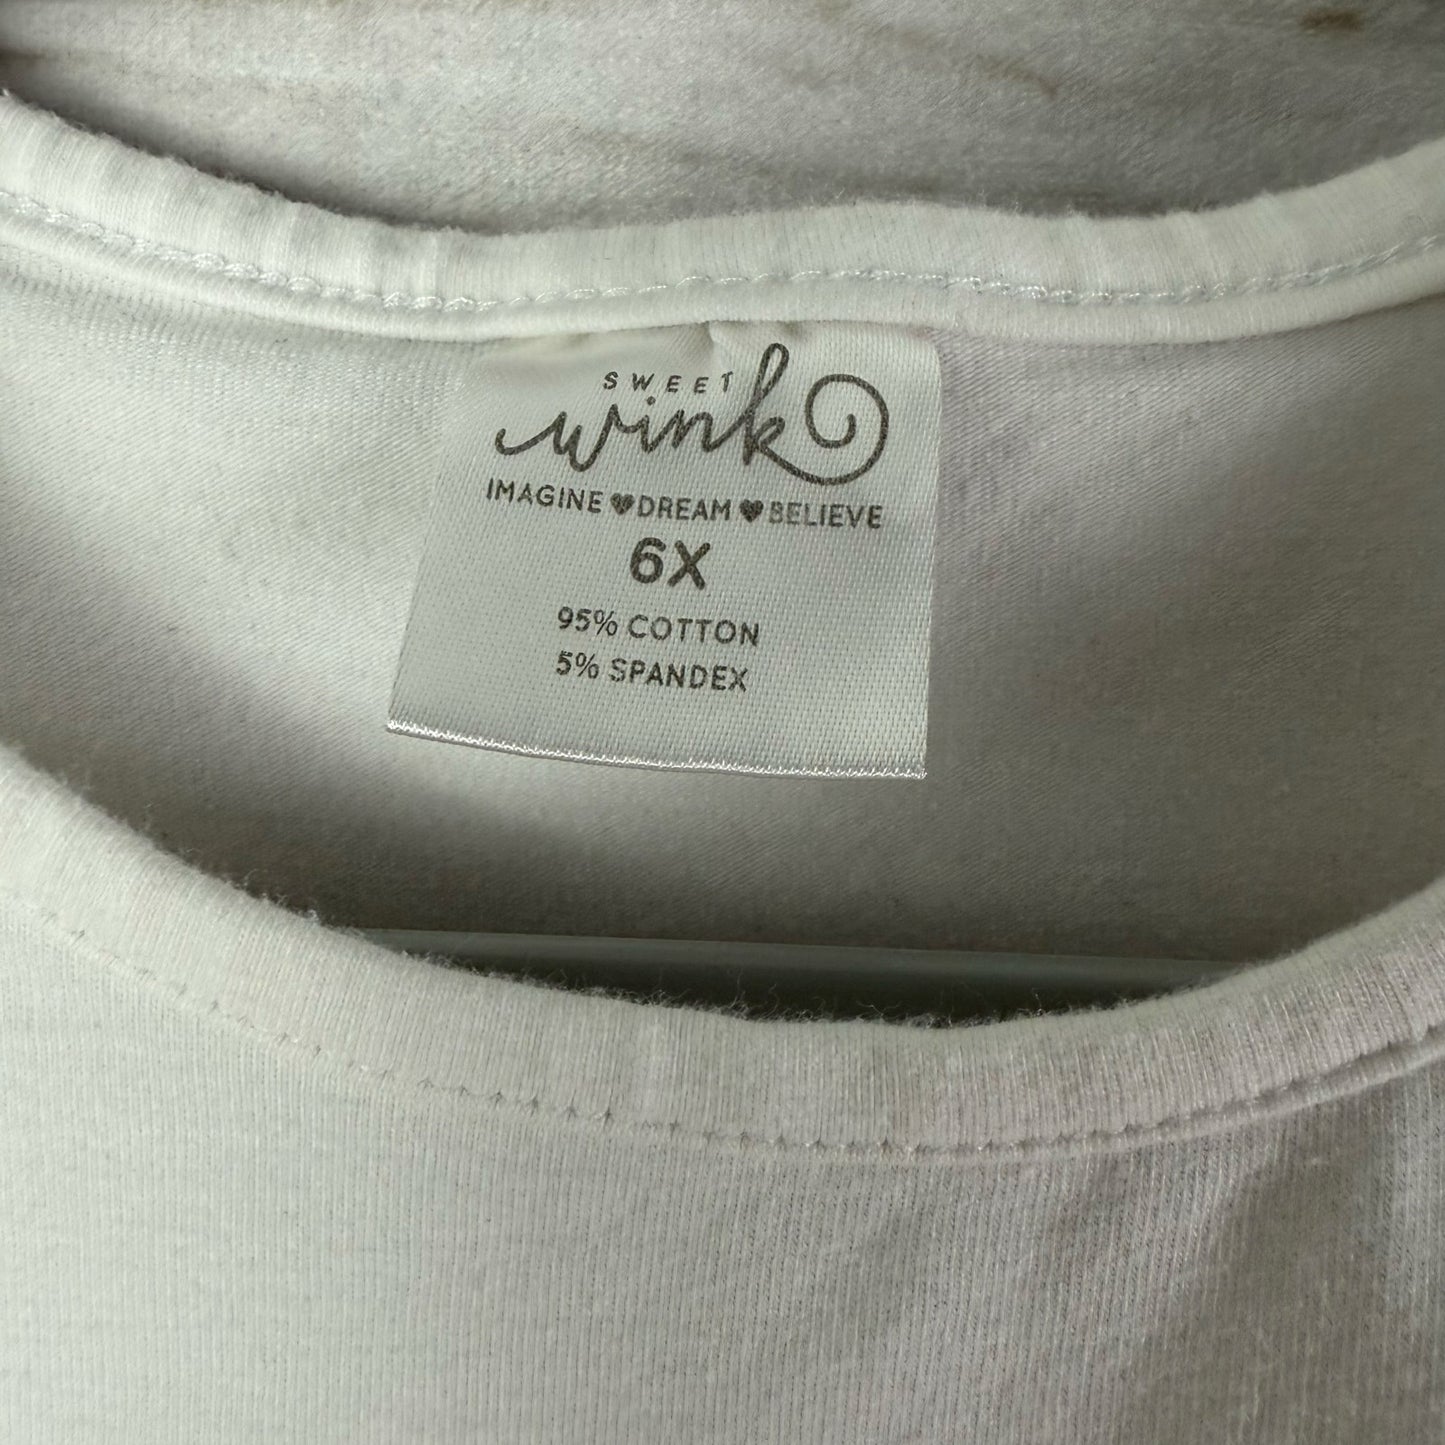 SWEET
wink
IMAGINE♥DREAM♥BELIEVE
6X
95% COTTON
5% SPANDEX